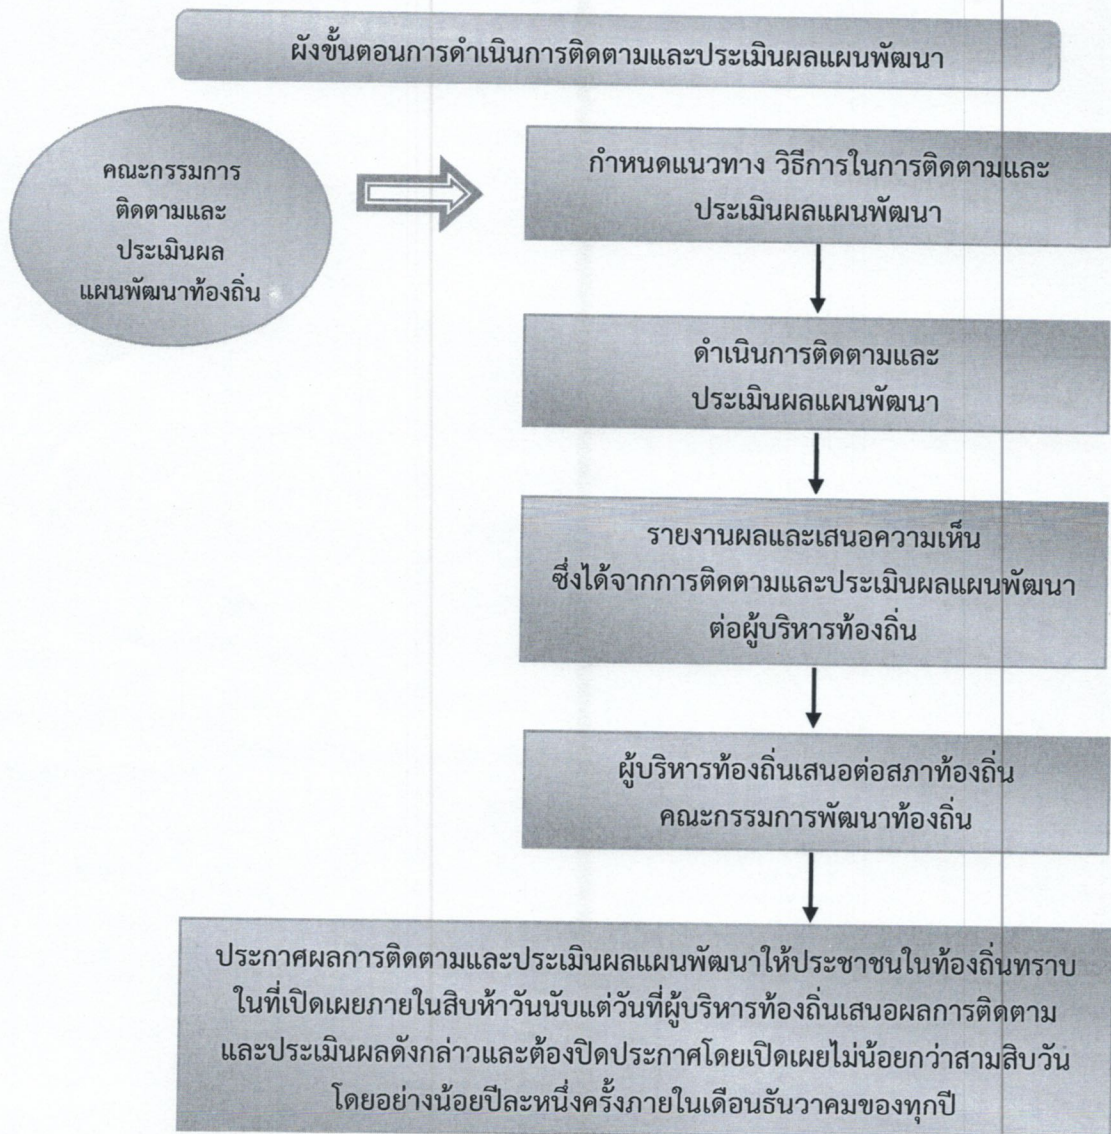 ผังขั้นตอนการดำเนินการติดตามและประเมินผลแผนพัฒนา
คณะกรรมการ
ติดตามและ
ประเมินผล
แผนพัฒนาท้องถิ่น
กำหนดแนวทาง วิธีการในการติดตามและ
ประเมินผลแผนพัฒนา
ดำเนินการติดตามและ
ประเมินผลแผนพัฒนา
รายงานผลและเสนอความเห็น
ซึ่งได้จากการติดตามและประเมินผลแผนพัฒนา
ต่อผู้บริหารท้องถิ่น
ผู้บริหารท้องถิ่นเสนอต่อสภาท้องถิ่น
คณะกรรมการพัฒนาท้องถิ่น
ประกาศผลการติดตามและประเมินผลแผนพัฒนาให้ประชาชนในท้องถิ่นทราบ
ในที่เปิดเผยภายในสิบห้าวันนับแต่วันที่ผู้บริหารท้องถิ่นเสนอผลการติดตาม
และประเมินผลดังกล่าวและต้องปิดประกาศโดยเปิดเผยไม่น้อยกว่าสามสิบวัน
โดยอย่างน้อยปีละหนึ่งครั้งภายในเดือนธันวาคมของทุกปี